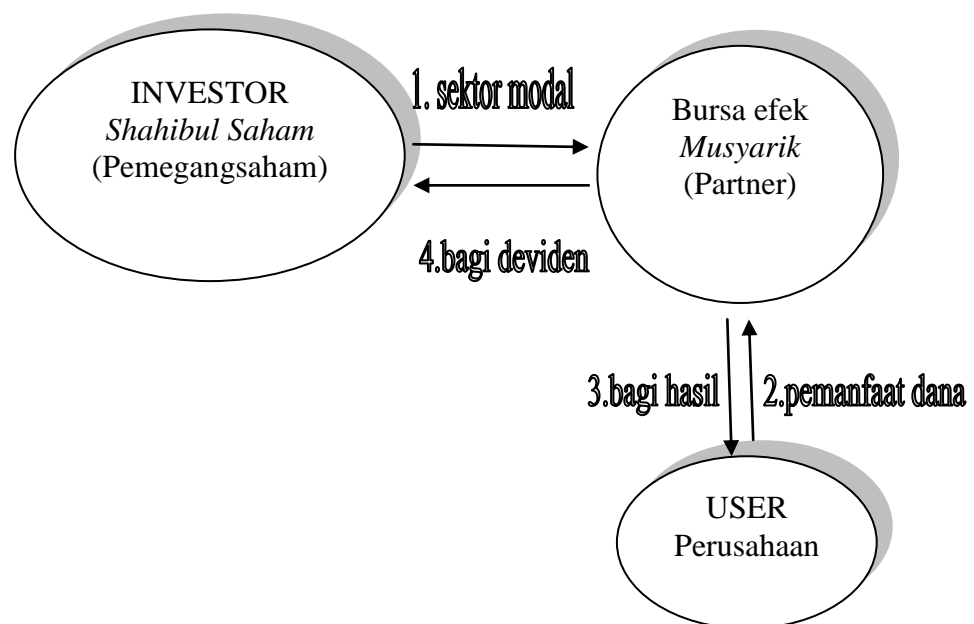 INVESTOR
Shahibul Saham
(Pemegangsaham)
1. sektor modal
Bursa efek
Musyarik
(Partner)
4.bagi deviden
3.bagi hasil
2.pemanfaat dana
USER
Perusahaan